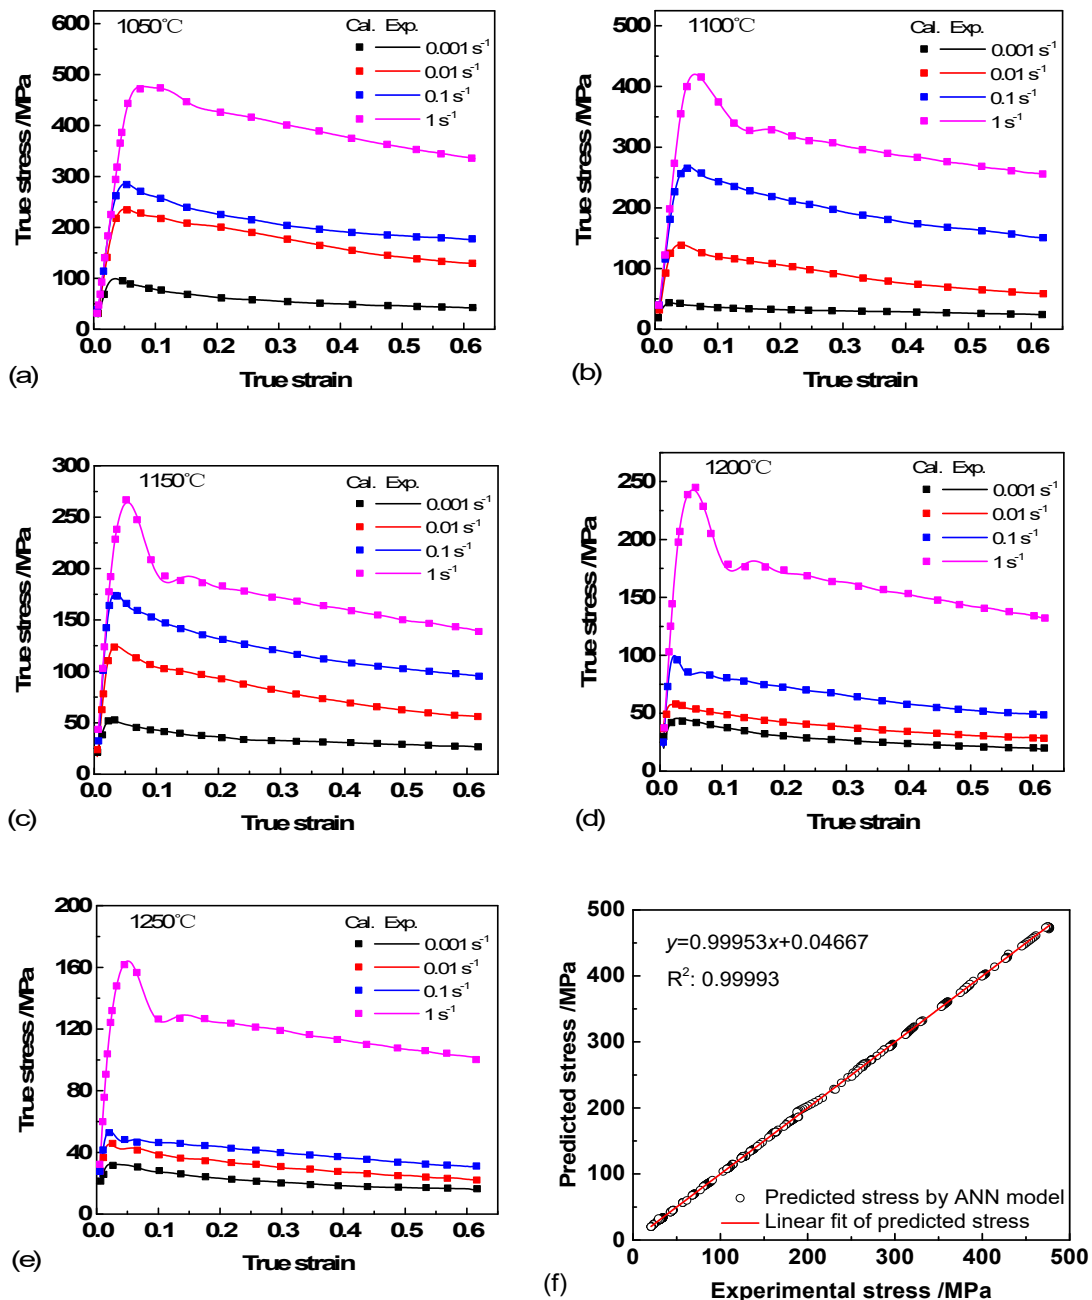 600
500
400
300
200
100
0
1050℃
Cal. Exp.
0.001 s-1
0.01 s-1
0.1 s-1
1 s-1
True stress /MPa
0.0 0.1 0.2 0.3 0.4 0.5 0.6
True strain
(a)
500
400
300
200
100
0
1100℃
Cal. Exp.
0.001 s-1
0.01 s-1
0.1 s-1
1 s-1
True stress /MPa
0.0 0.1 0.2 0.3 0.4 0.5 0.6
True strain
(b)
300
250
200
150
100
50
0
1150℃
Cal. Exp.
0.001 s-1
0.01 s-1
0.1 s-1
1 s-1
True stress /MPa
0.0 0.1 0.2 0.3 0.4 0.5 0.6
True strain
(c)
250
200
150
100
50
0
1200℃
Cal. Exp.
0.001 s-1
0.01 s-1
0.1 s-1
1 s-1
True stress /MPa
0.0 0.1 0.2 0.3 0.4 0.5 0.6
True strain
(d)
200
160
120
80
40
0
1250℃
Cal. Exp.
0.001 s-1
0.01 s-1
0.1 s-1
1 s-1
True stress /MPa
0.0 0.1 0.2 0.3 0.4 0.5 0.6
True strain
(e)
500
400
300
200
100
0
y=0.99953x+0.04667
R2: 0.99993
Predicted stress /MPa
Predicted stress by ANN model
Linear fit of predicted stress
0 100 200 300 400 500
Experimental stress /MPa
(f)